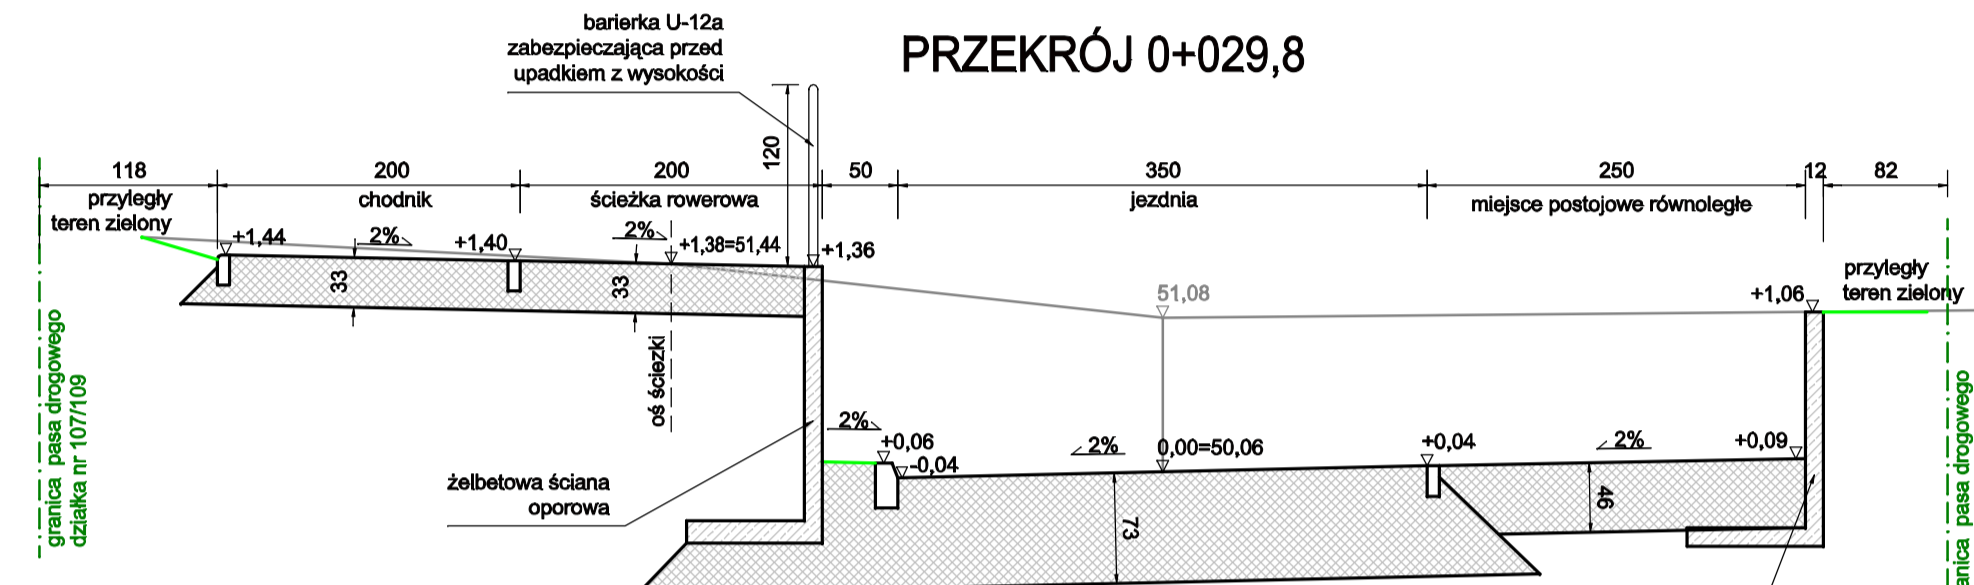 barierka U-12a
zabezpieczająca przed
upadkiem z wysokości
PRZEKRÓJ 0+029,8
120
118
200
200
50
350
250
12
82
przyległy
teren zielony
chodnik
ścieżka rowerowa
jezdnia
miejsce postojowe równoległe
+1,44
2%
+1,40
2%
+1,38=51,44
+1,36
33
33
51,08
+1,06
przyległy
teren zielony
oś ściezki
granica pasa drogowego
działka nr 107/109
2%
+0,06
-0,04
2%
0,00=50,06
+0,04
2%
+0,09
żelbetowa ściana
oporowa
73
46
pasa drogowego